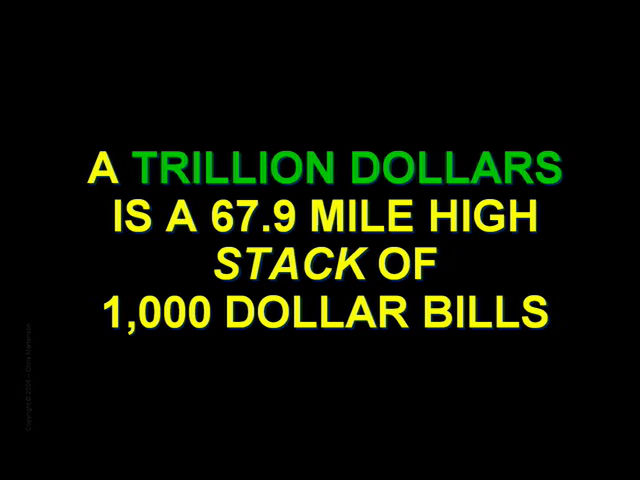 A TRILLION DOLLARS
IS A 67.9 MILE HIGH
STACK OF
1,000 DOLLAR BILLS